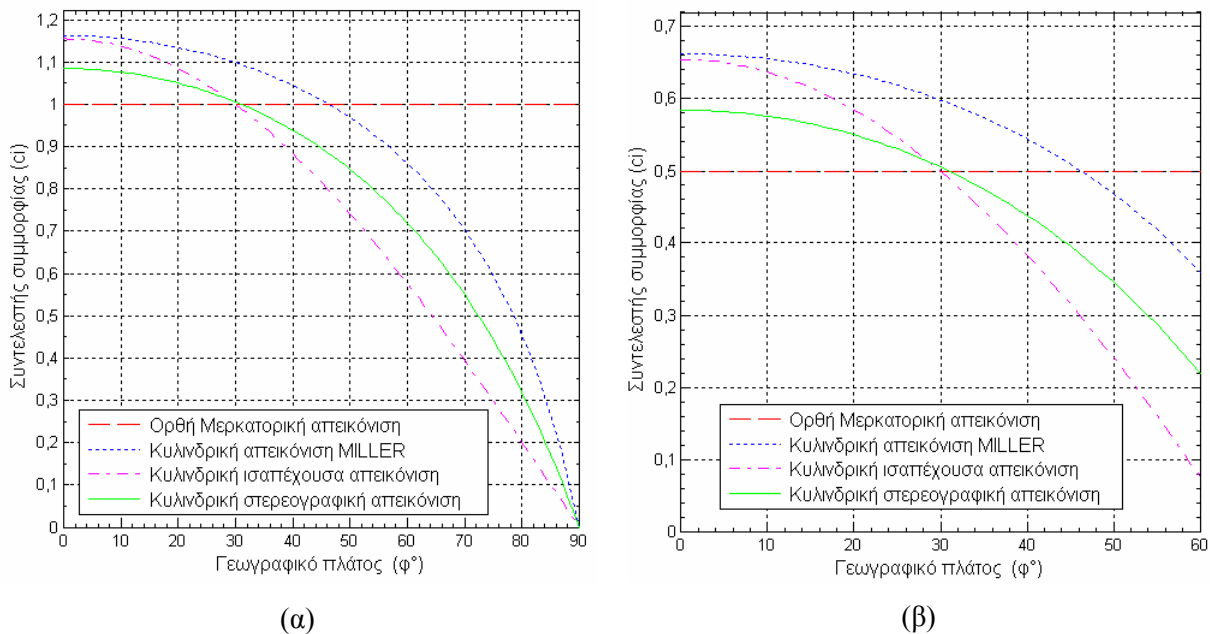 1,2
1,1
1
0,9
0,8
0,7
0,6
0,5
0,4
0,3
0,2
0,1
0
Συντελεστής συμμορφίας (ci)
Ορθή Μερκατορική απεικόνιση
Κυλινδρική απεικόνιση MILLER
Κυλινδρική ισαπέχουσα απεικόνιση
Κυλινδρική στερεογραφική απεικόνιση
0 10 20 30 40 50 60 70 80 90
Γεωγραφικό πλάτος (φ°)
(α)
0,7
0,6
0,5
0,4
0,3
0,2
0,1
0
Συντελεστής συμμορφίας (ci)
Ορθή Μερκατορική απεικόνιση
Κυλινδρική απεικόνιση MILLER
Κυλινδρική ισαπέχουσα απεικόνιση
Κυλινδρική στερεογραφική απεικόνιση
0 10 20 30 40 50 60
Γεωγραφικό πλάτος (φ°)
(β)